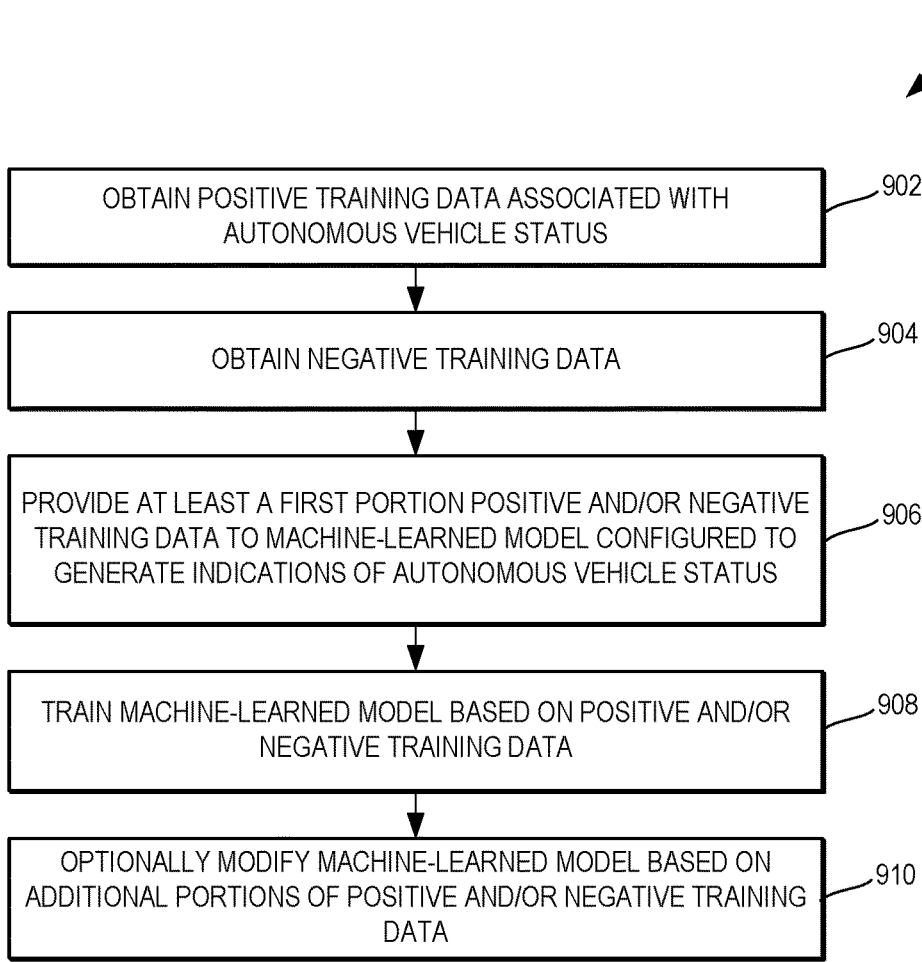 OBTAIN POSITIVE TRAINING DATA ASSOCIATED WITH
AUTONOMOUS VEHICLE STATUS
902
OBTAIN NEGATIVE TRAINING DATA
904
PROVIDE AT LEAST A FIRST PORTION POSITIVE AND/OR NEGATIVE
TRAINING DATA TO MACHINE-LEARNED MODEL CONFIGURED TO
GENERATE INDICATIONS OF AUTONOMOUS VEHICLE STATUS
906
TRAIN MACHINE-LEARNED MODEL BASED ON POSITIVE AND/OR
NEGATIVE TRAINING DATA
908
OPTIONALLY MODIFY MACHINE-LEARNED MODEL BASED ON
ADDITIONAL PORTIONS OF POSITIVE AND/OR NEGATIVE TRAINING
DATA
910